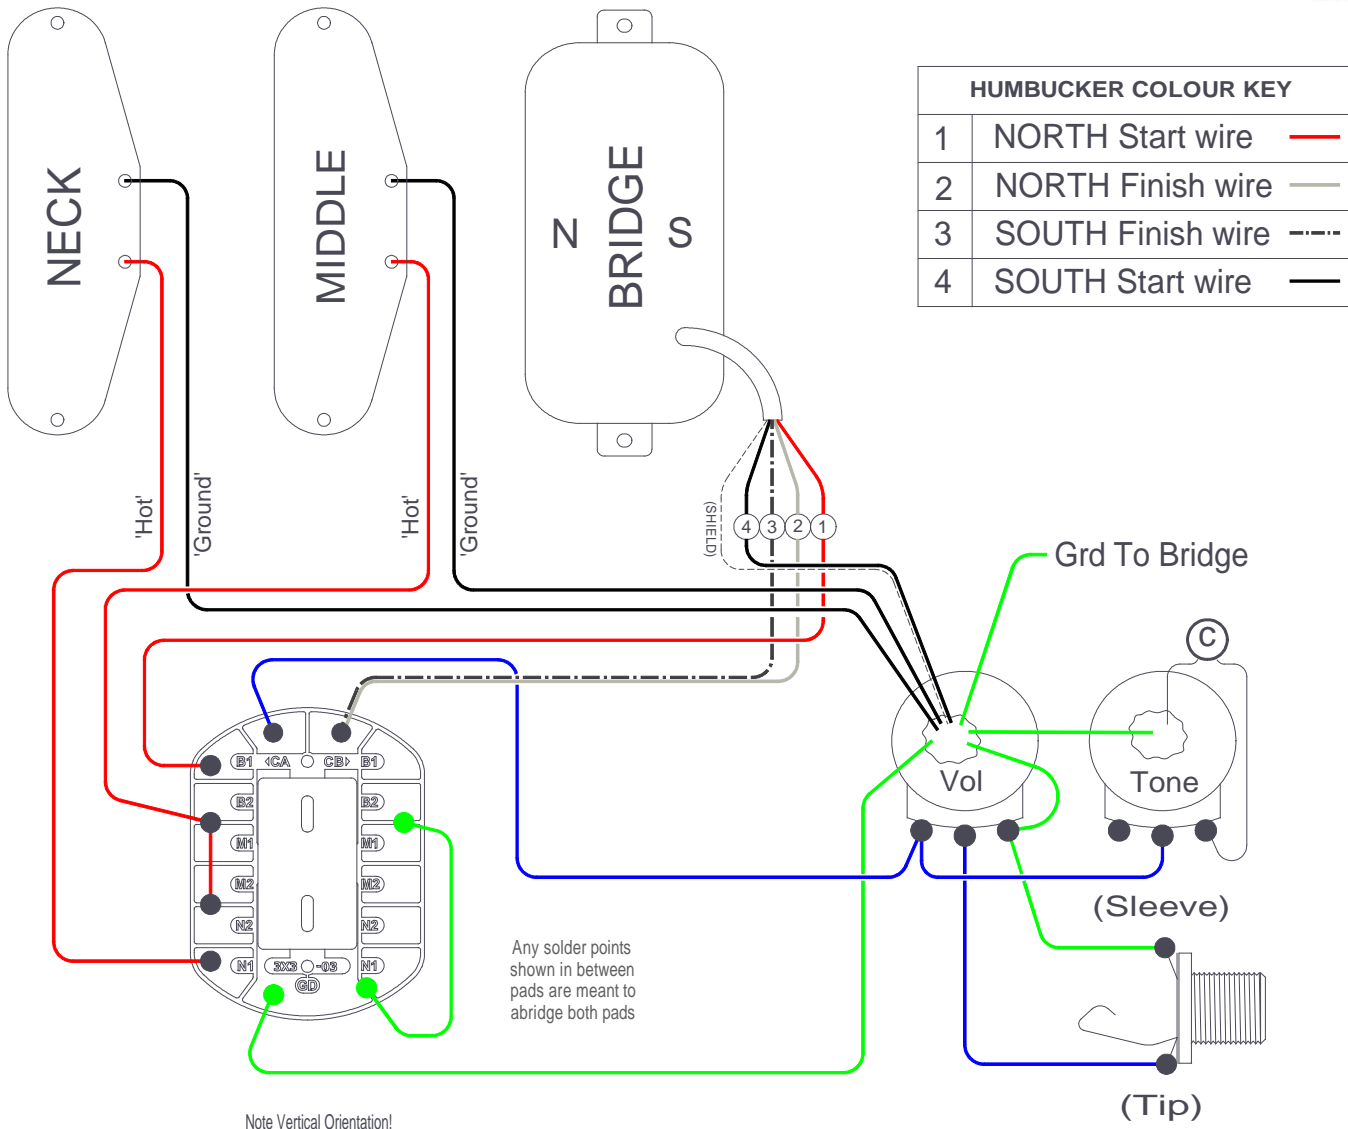 NECK
MIDDLE
BRIDGE
N
S
HUMBUCKER COLOUR KEY
1 NORTH Start wire
2 NORTH Finish wire
3 SOUTH Finish wire
4 SOUTH Start wire
'Hot'
'Ground'
'Hot'
'Ground'
(SHIELD)
4 3 2 1
Grd To Bridge
C
Vol
Tone
B1 CA CB B1
B2 B2
M1 M1
M2 M2
N2 N2
N1 3X3 -03 N1
GD
Any solder points
shown in between
pads are meant to
abridge both pads
(Sleeve)
(Tip)
Note Vertical Orientation!